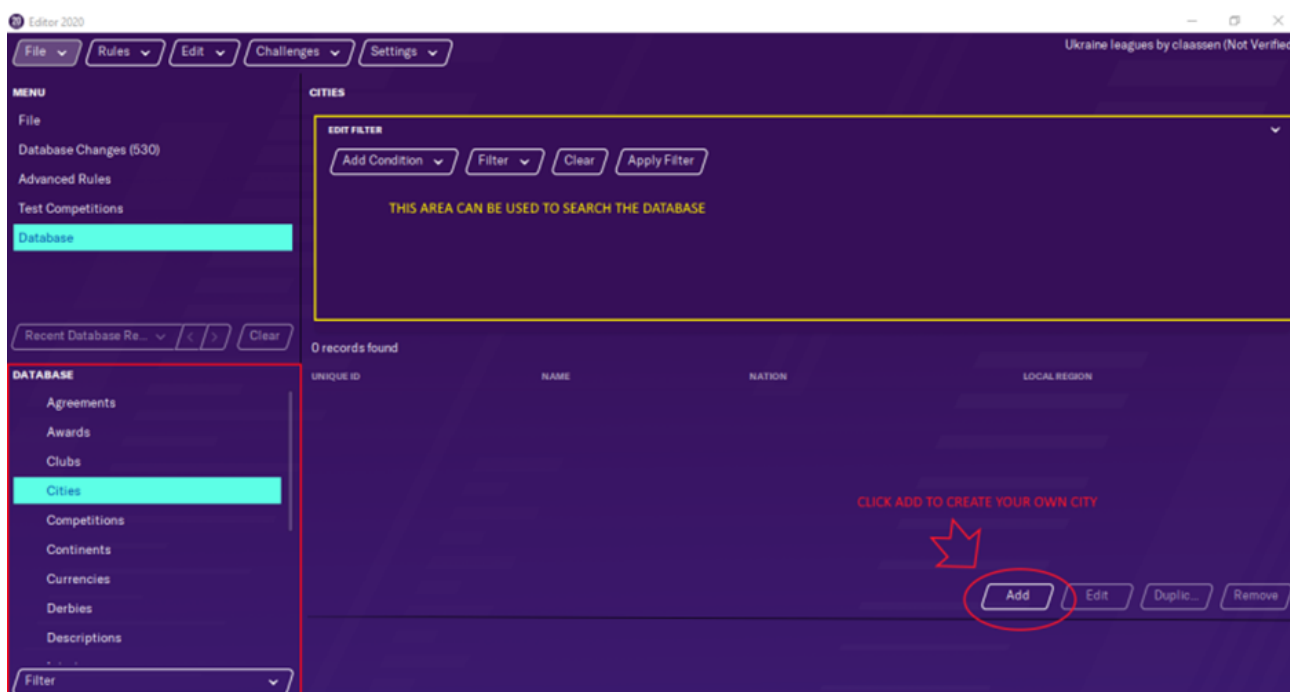 20 Editor 2020
File Rules Edit Challenges Settings
Ukraine leagues by claassen (Not Verified
MENU
File
Database Changes (530)
Advanced Rules
Test Competitions
Database
Recent Database Re... < > Clear
DATABASE
Agreements
Awards
Clubs
Cities
Competitions
Continents
Currencies
Derbies
Descriptions
Filter
CITIES
EDIT FILTER
Add Condition Filter Clear Apply Filter
THIS AREA CAN BE USED TO SEARCH THE DATABASE
0 records found
UNIQUE ID NAME NATION LOCAL REGION
CLICK ADD TO CREATE YOUR OWN CITY
Add Edit Duplic... Remove